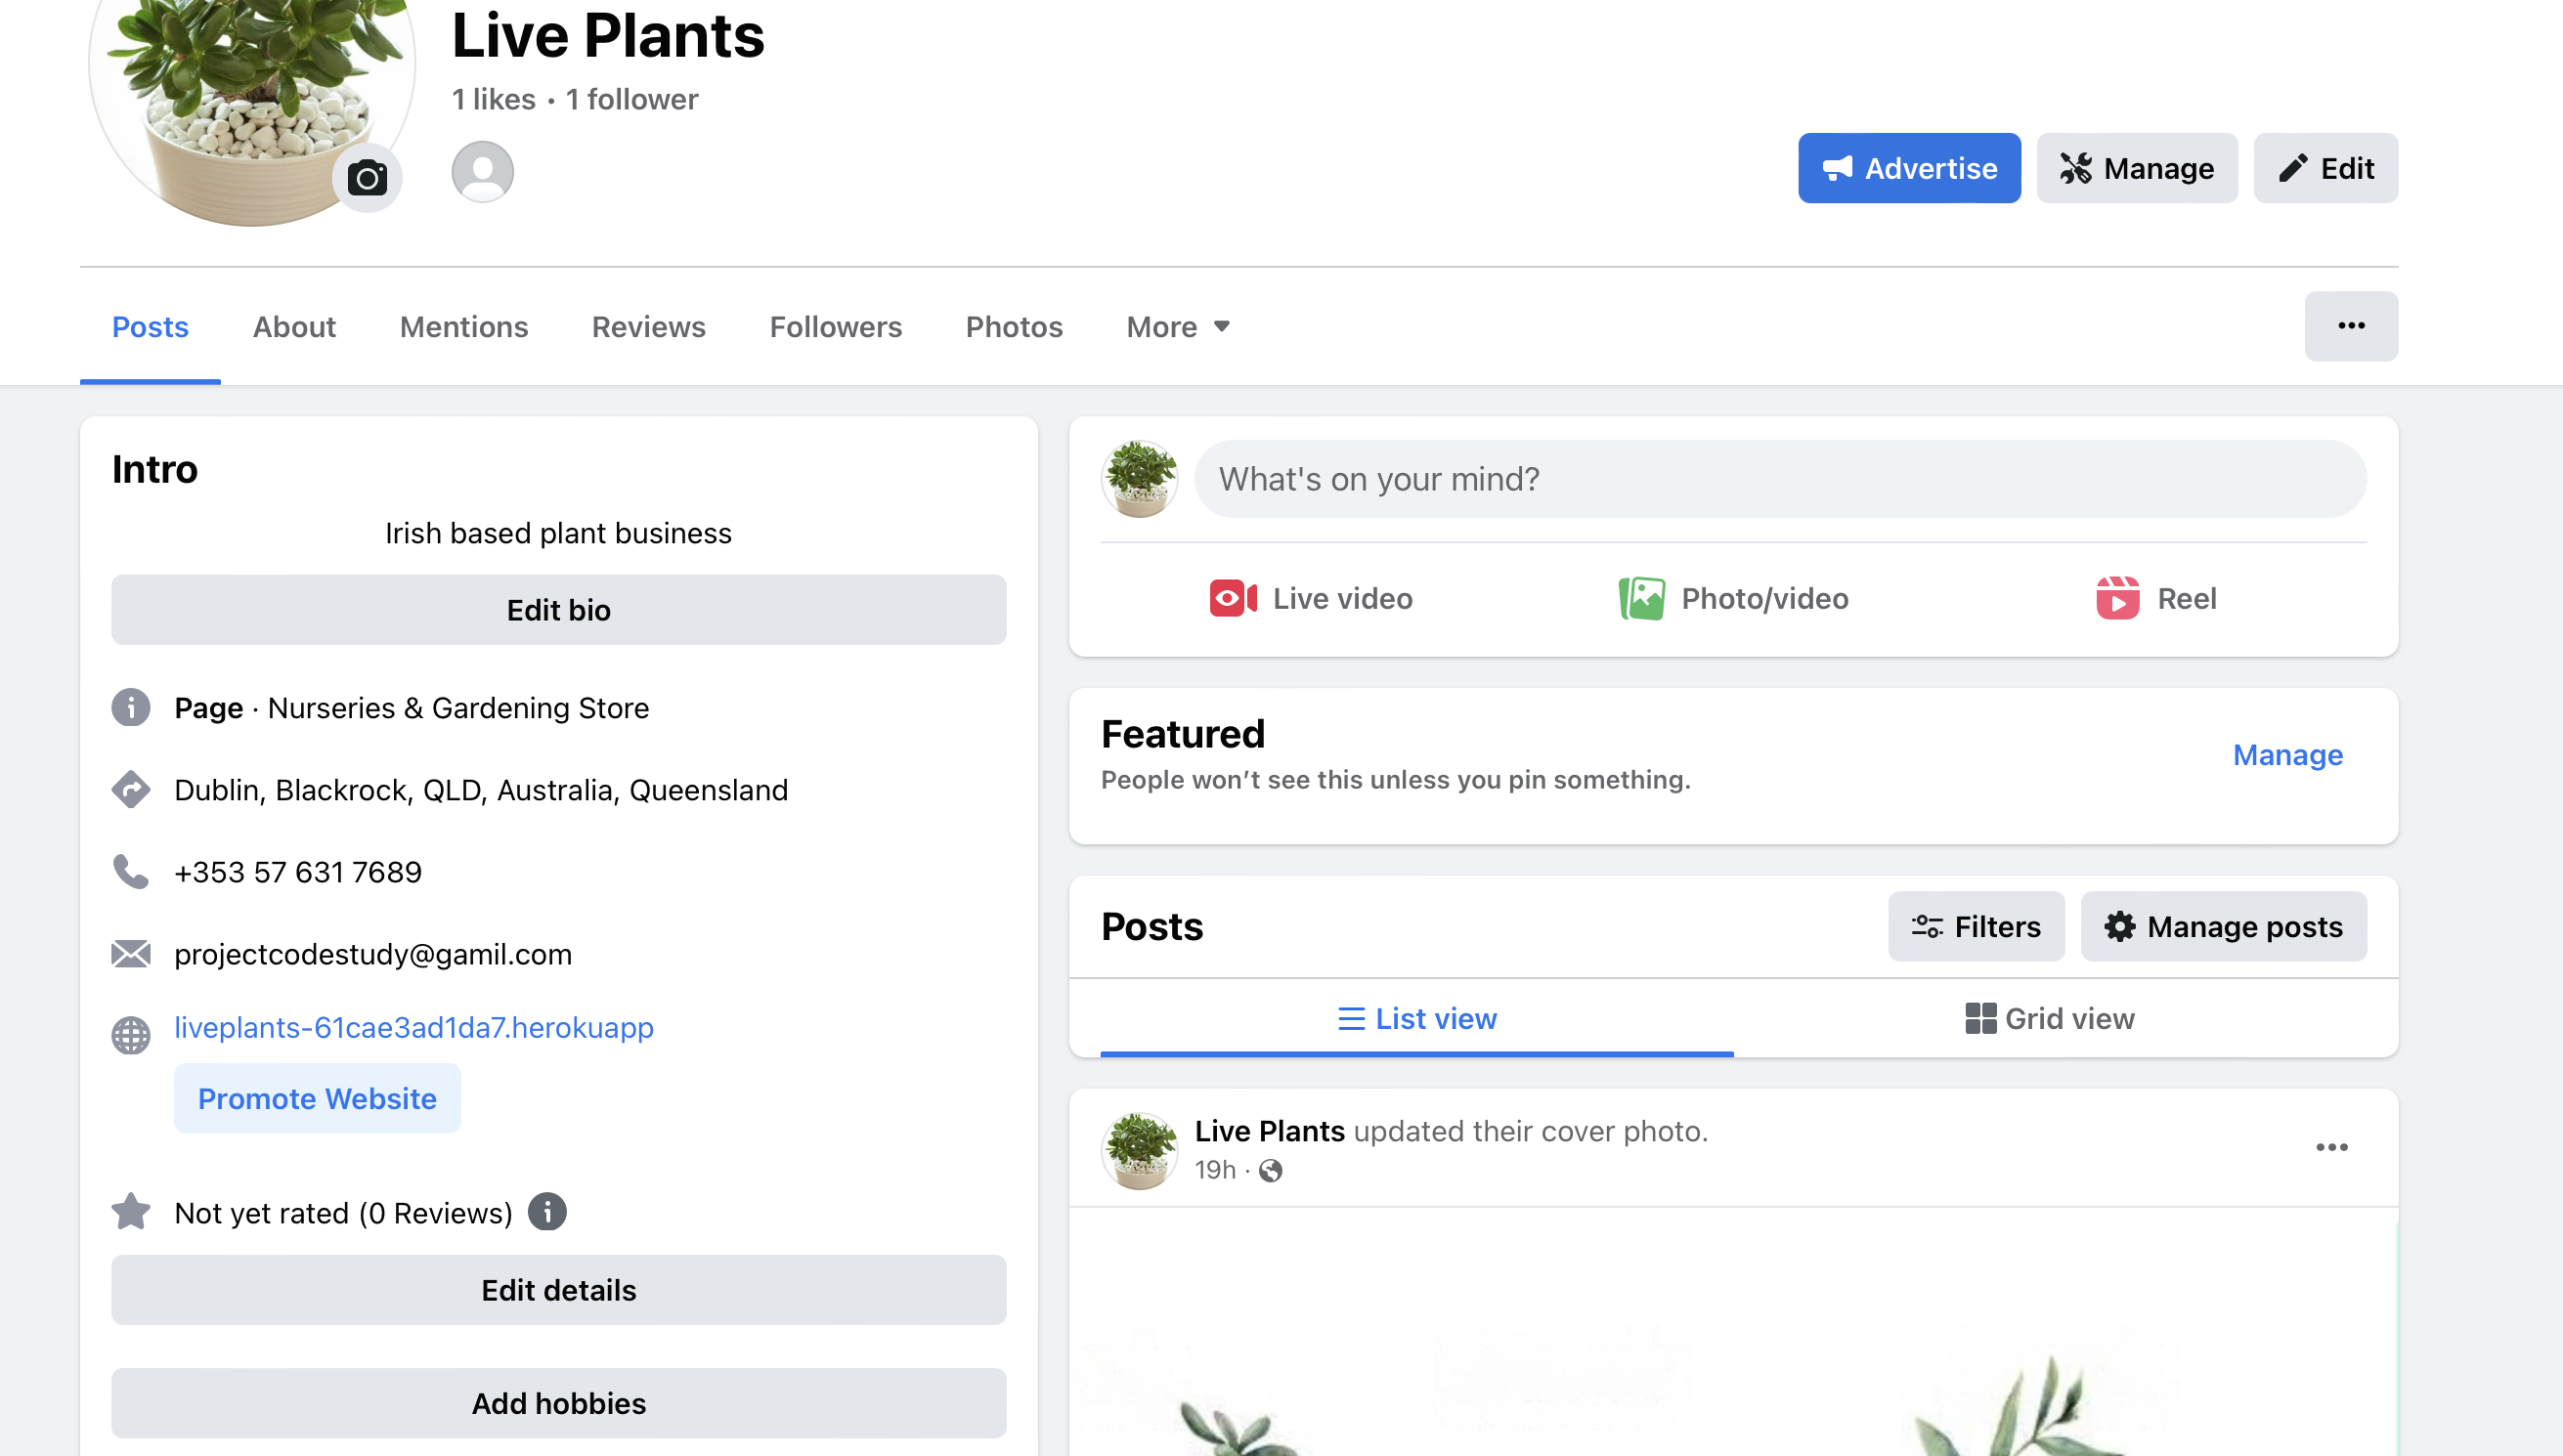 Live Plants
1 likes • 1 follower
Advertise
Manage
Edit
Posts
About
Mentions
Reviews
Followers
Photos
More
Intro
Irish based plant business
Edit bio
Page · Nurseries & Gardening Store
Dublin, Blackrock, QLD, Australia, Queensland
+353 57 631 7689
projectcodestudy@gamil.com
liveplants-61cae3ad1da7.herokuapp
Promote Website
Not yet rated (0 Reviews)
Edit details
Add hobbies
What's on your mind?
Live video
Photo/video
Reel
Featured
People won’t see this unless you pin something.
Manage
Posts
Filters
Manage posts
List view
Grid view
Live Plants updated their cover photo.
19h ·